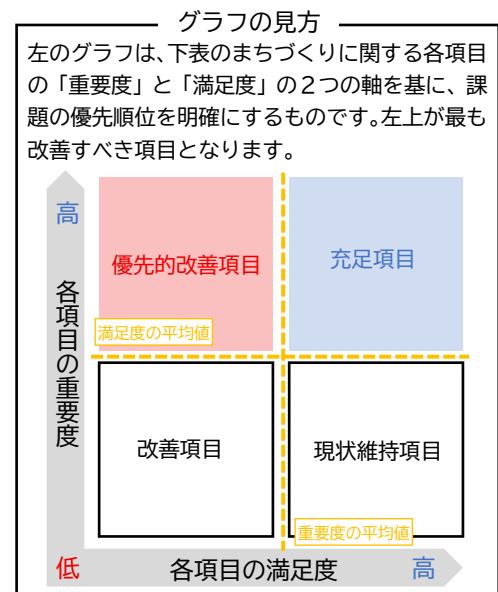 グラフの見方
左のグラフは、下表のまちづくりに関する各項目
の「重要度」と「満足度」の2つの軸を基に、課
題の優先順位を明確にするものです。左上が最も
改善すべき項目となります。
高
各項目の重要度
優先的改善項目
充足項目
満足度の平均値
改善項目
現状維持項目
重要度の平均値
低
各項目の満足度
高